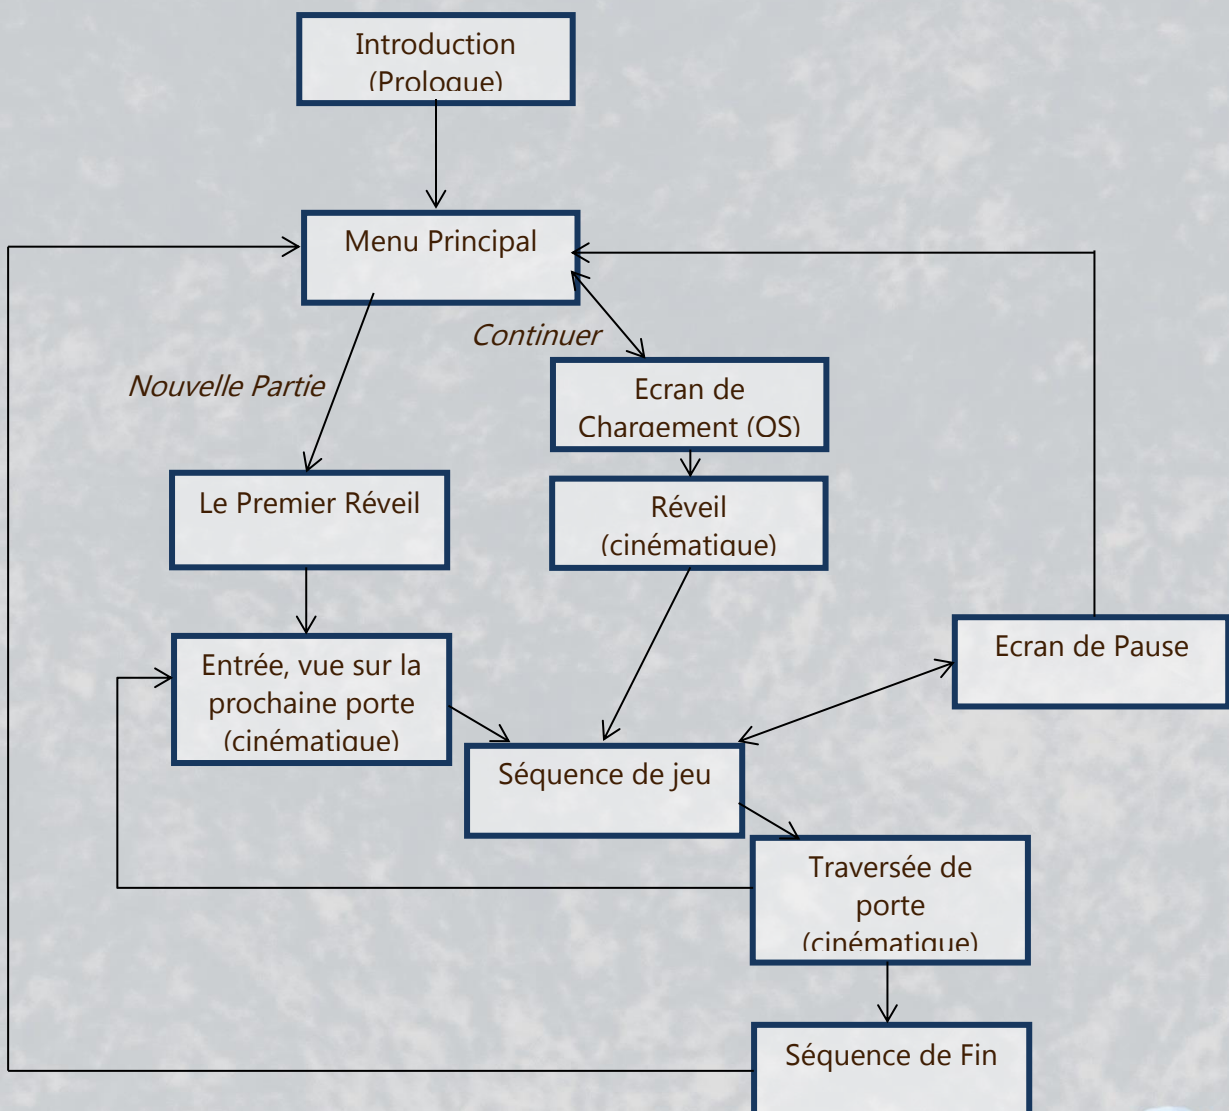 Introduction
(Prologue)
Menu Principal
Continuer
Nouvelle Partie
Ecran de
Chargement (OS)
Le Premier Réveil
Réveil
(cinématique)
Entrée, vue sur la
prochaine porte
(cinématique)
Ecran de Pause
Séquence de jeu
Traversée de
porte
(cinématique)
Séquence de Fin